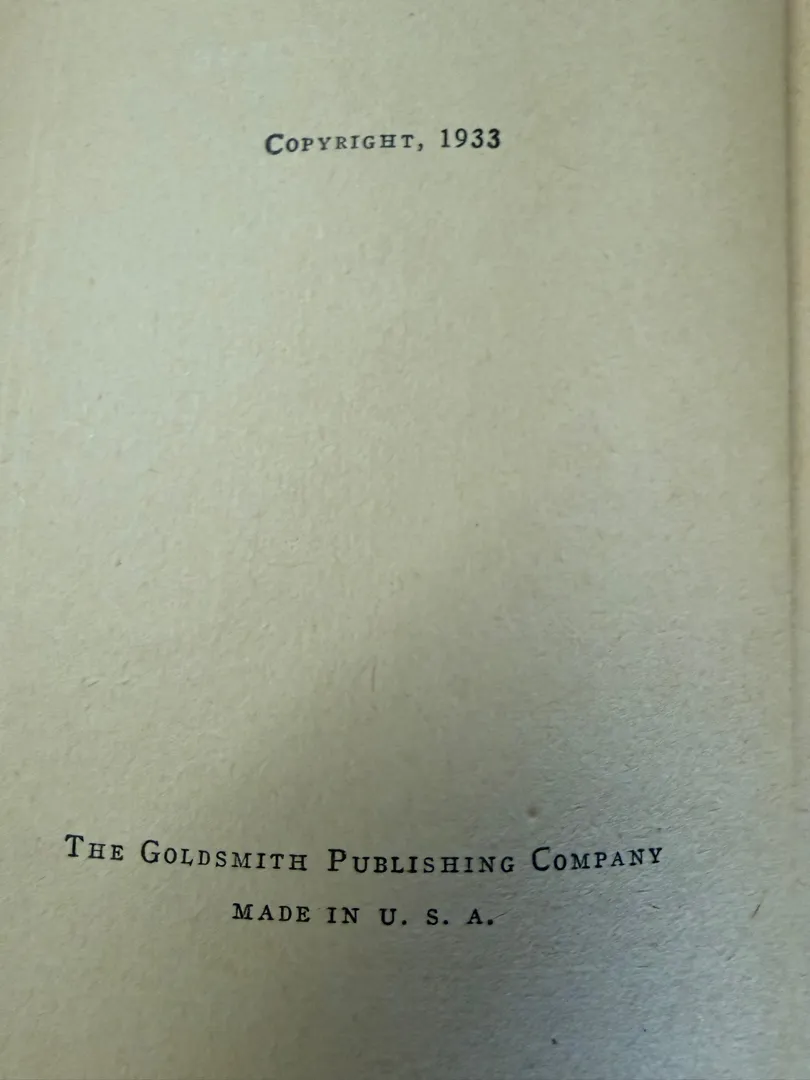 Copyright, 1933
The Goldsmith Publishing Company
MADE IN U. S. A.